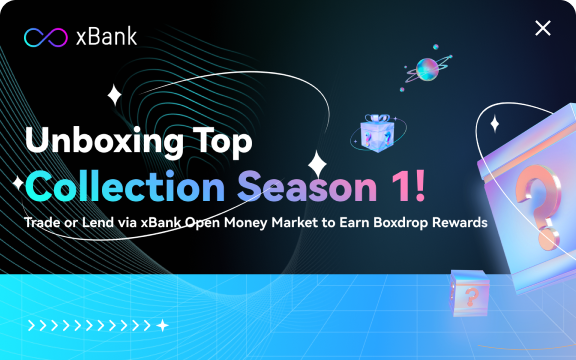 xBank
Unboxing Top
Collection Season 1!
Trade or Lend via xBank Open Money Market to Earn Boxdrop Rewards
?
?